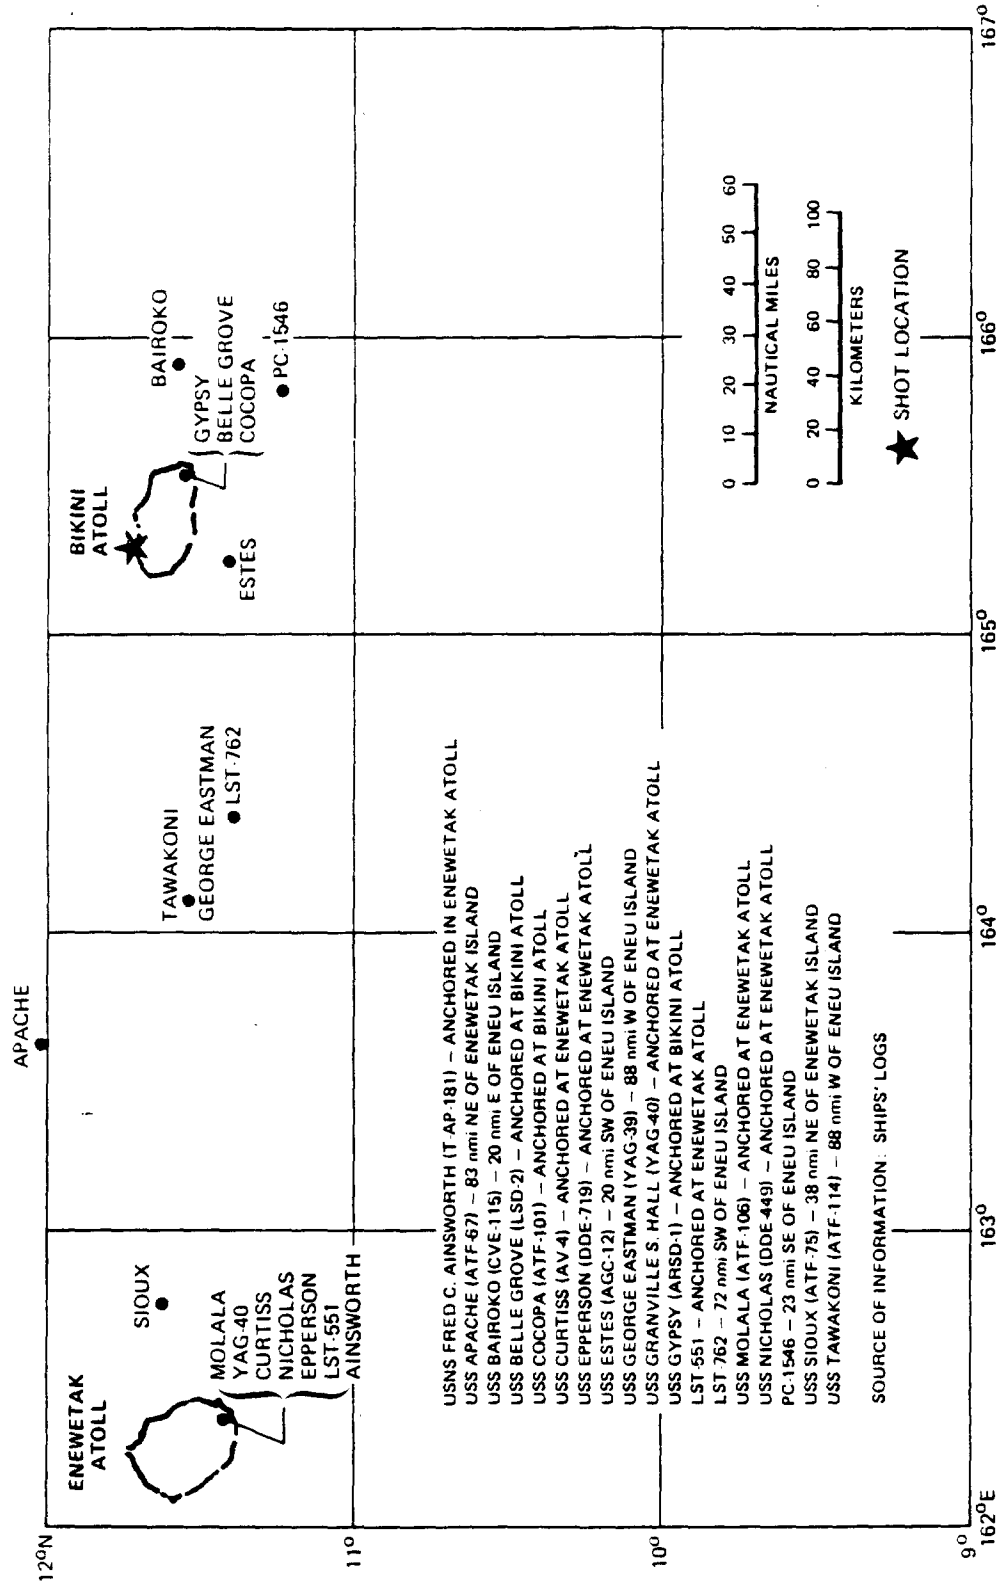 APACHE
12°N
11°
10°
9°
162°E
163°
164°
165°
166°
167°
ENEWETAK
ATOLL
SIOUX
MOLALA
YAG-40
CURTISS
NICHOLAS
EPPERSON
LST-551
AINSWORTH
TAWAKONI
GEORGE EASTMAN
LST-762
BIKINI
ATOLL
ESTES
BAIROKO
GYPSY
BELLE GROVE
COCOPA
PC-1546
USNS FRED C. AINSWORTH (T-AP-181) – ANCHORED IN ENEWETAK ATOLL
USS APACHE (ATF-67) – 83 nmi NE OF ENEWETAK ISLAND
USS BAIROKO (CVE-115) – 20 nmi E OF ENEU ISLAND
USS BELLE GROVE (LSD-2) – ANCHORED AT BIKINI ATOLL
USS COCOPA (ATF-101) – ANCHORED AT BIKINI ATOLL
USS CURTISS (AV-4) – ANCHORED AT ENEWETAK ATOLL
USS EPPERSON (DDE-719) – ANCHORED AT ENEWETAK ATOLL
USS ESTES (AGC-12) – 20 nmi SW OF ENEU ISLAND
USS GEORGE EASTMAN (YAG-39) – 88 nmi W OF ENEU ISLAND
USS GRANVILLE S. HALL (YAG-40) – ANCHORED AT ENEWETAK ATOLL
USS GYPSY (ARSD-1) – ANCHORED AT BIKINI ATOLL
LST-551 – ANCHORED AT ENEWETAK ATOLL
LST-762 – 72 nmi SW OF ENEU ISLAND
USS MOLALA (ATF-106) – ANCHORED AT ENEWETAK ATOLL
USS NICHOLAS (DDE-449) – ANCHORED AT ENEWETAK ATOLL
PC-1546 – 23 nmi SE OF ENEU ISLAND
USS SIOUX (ATF-75) – 38 nmi NE OF ENEWETAK ISLAND
USS TAWAKONI (ATF-114) – 88 nmi W OF ENEU ISLAND
SOURCE OF INFORMATION: SHIPS' LOGS
0 10 20 30 40 50 60
NAUTICAL MILES
0 20 40 60 80 100
KILOMETERS
SHOT LOCATION